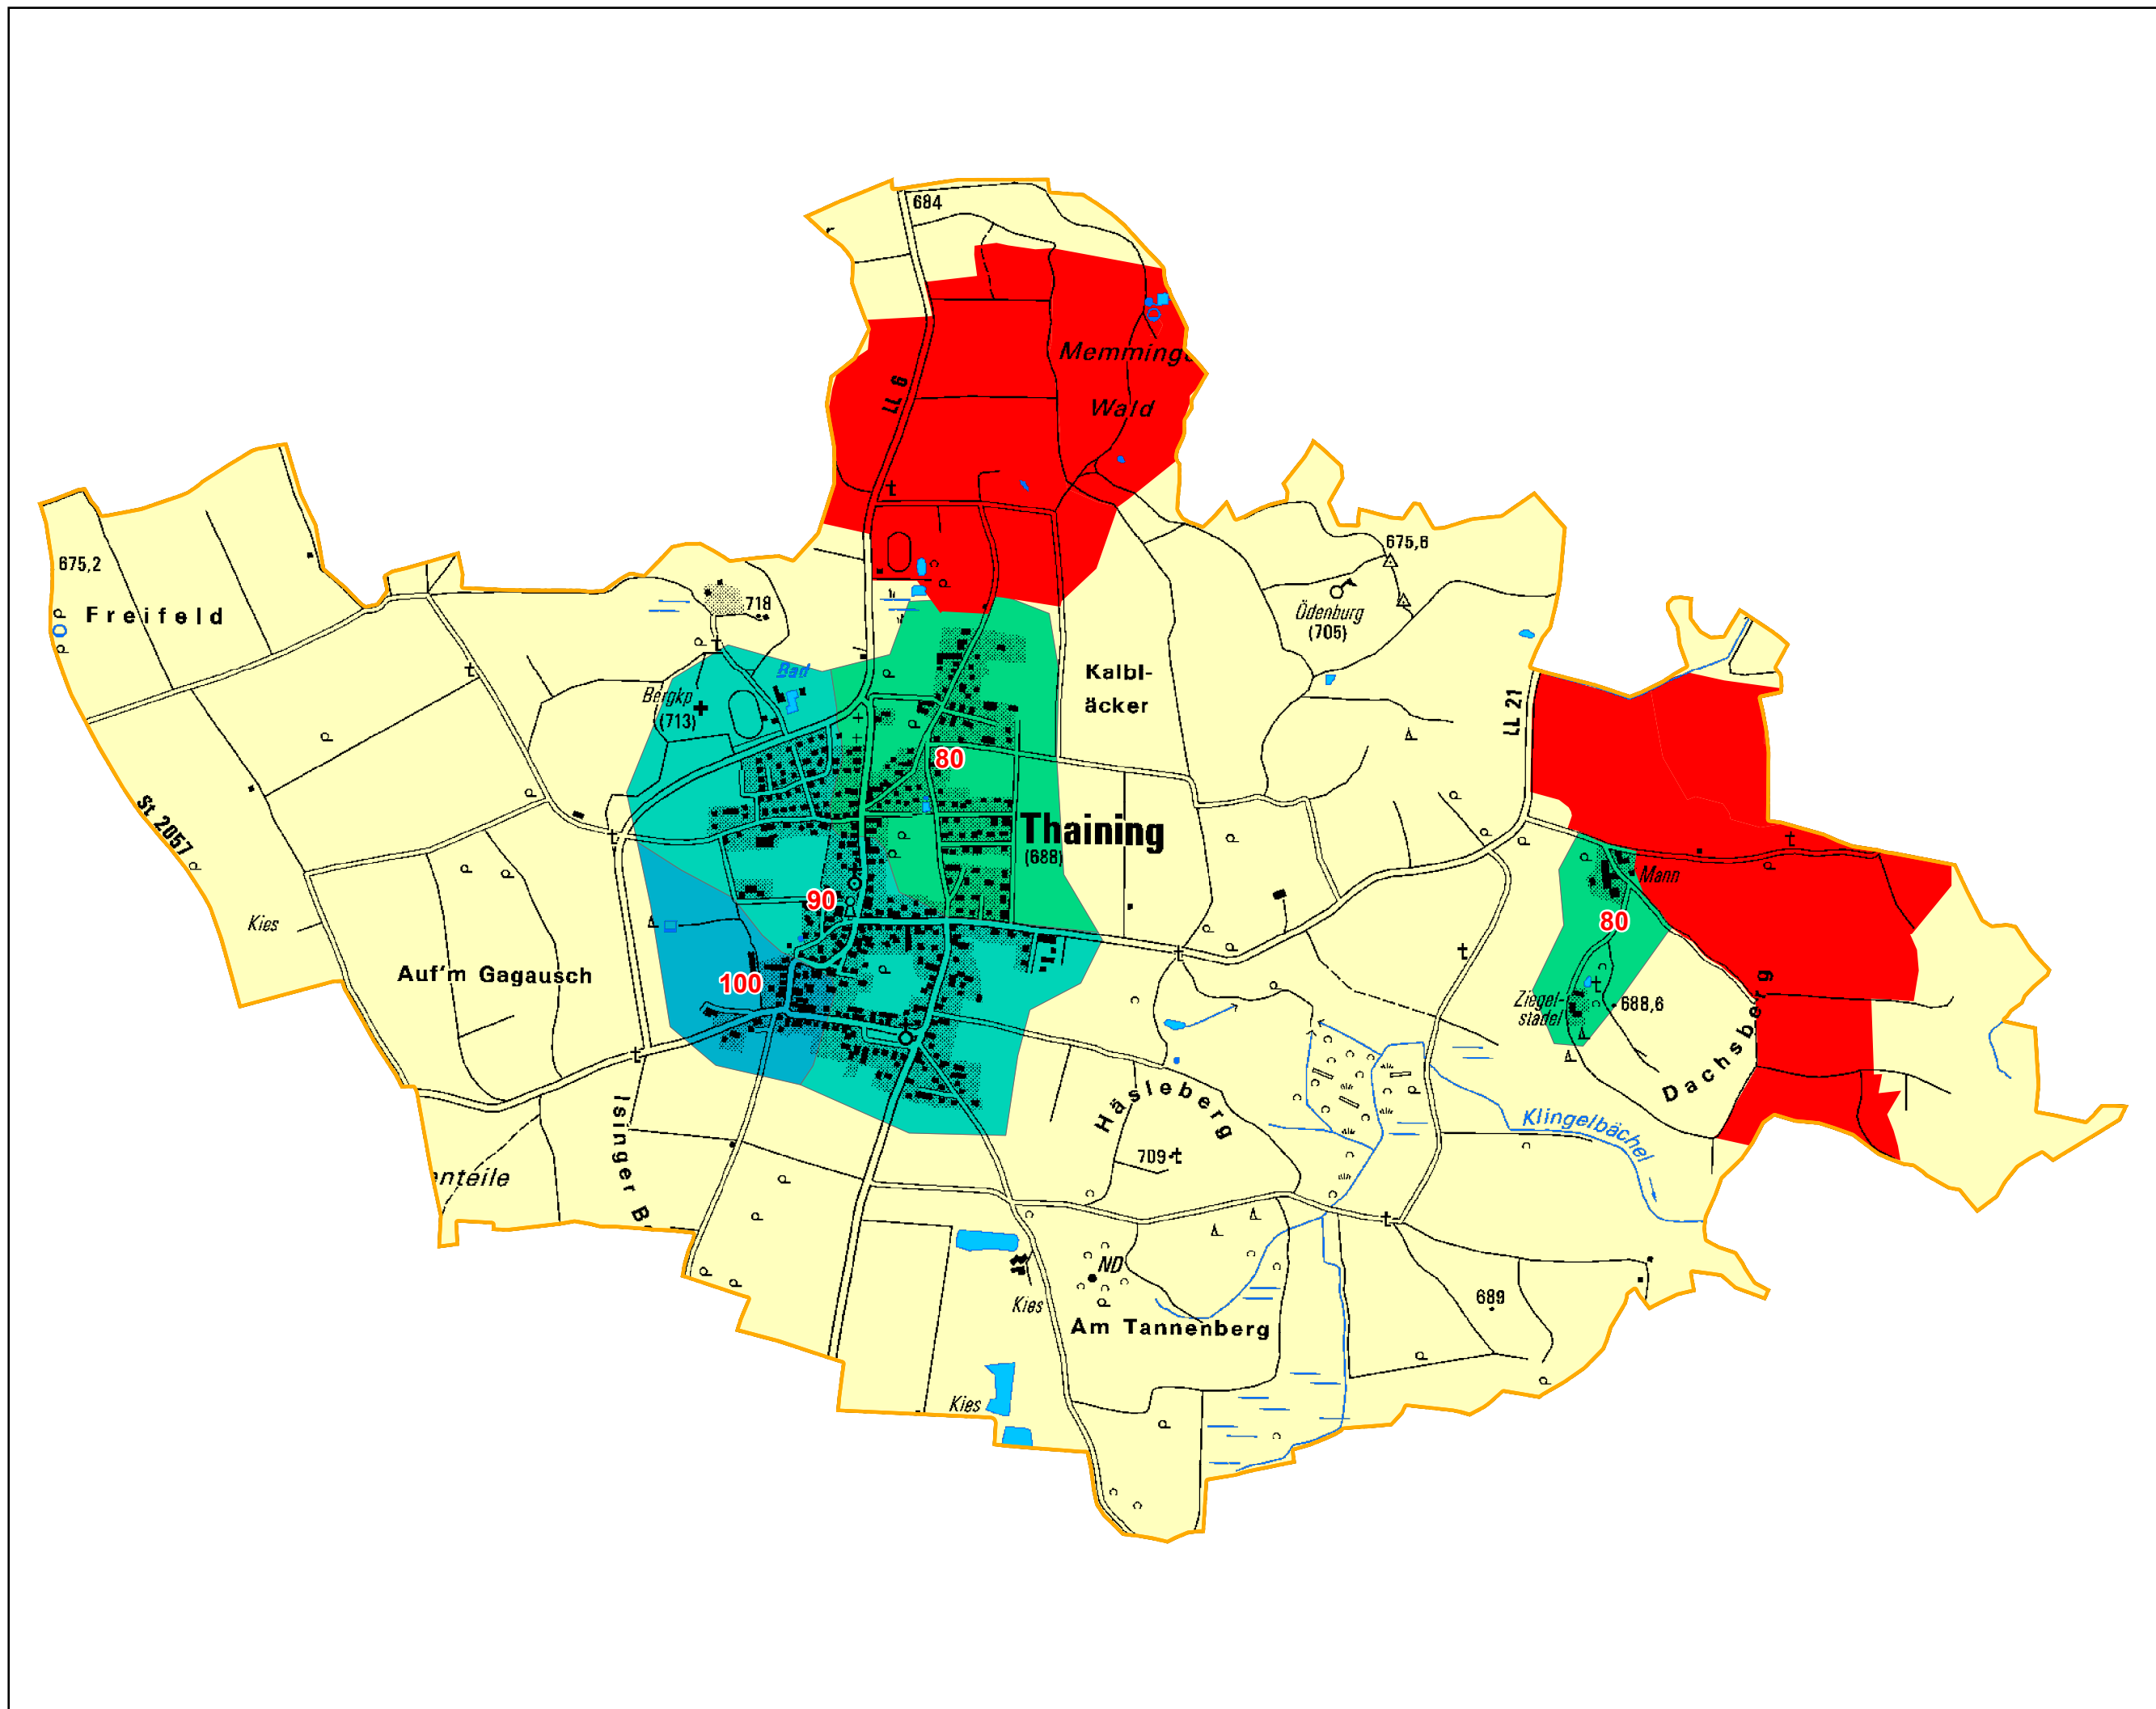 684
Memming
Wald
LL 6
675,2
Freifeld
718
675,8
Ödenburg
(705)
Bad
Bergkp
(713)
Kalbl-
äcker
LL 21
80
St 2057
Thaining
(688)
Mann
90
80
Kies
Auf'm Gagausch
100
Ziegel-
stadel
688,6
Dachsberg
Häsleberg
Klingelbächel
Isinger B
709
nteile
ND
Kies
689
Am Tannenberg
Kies